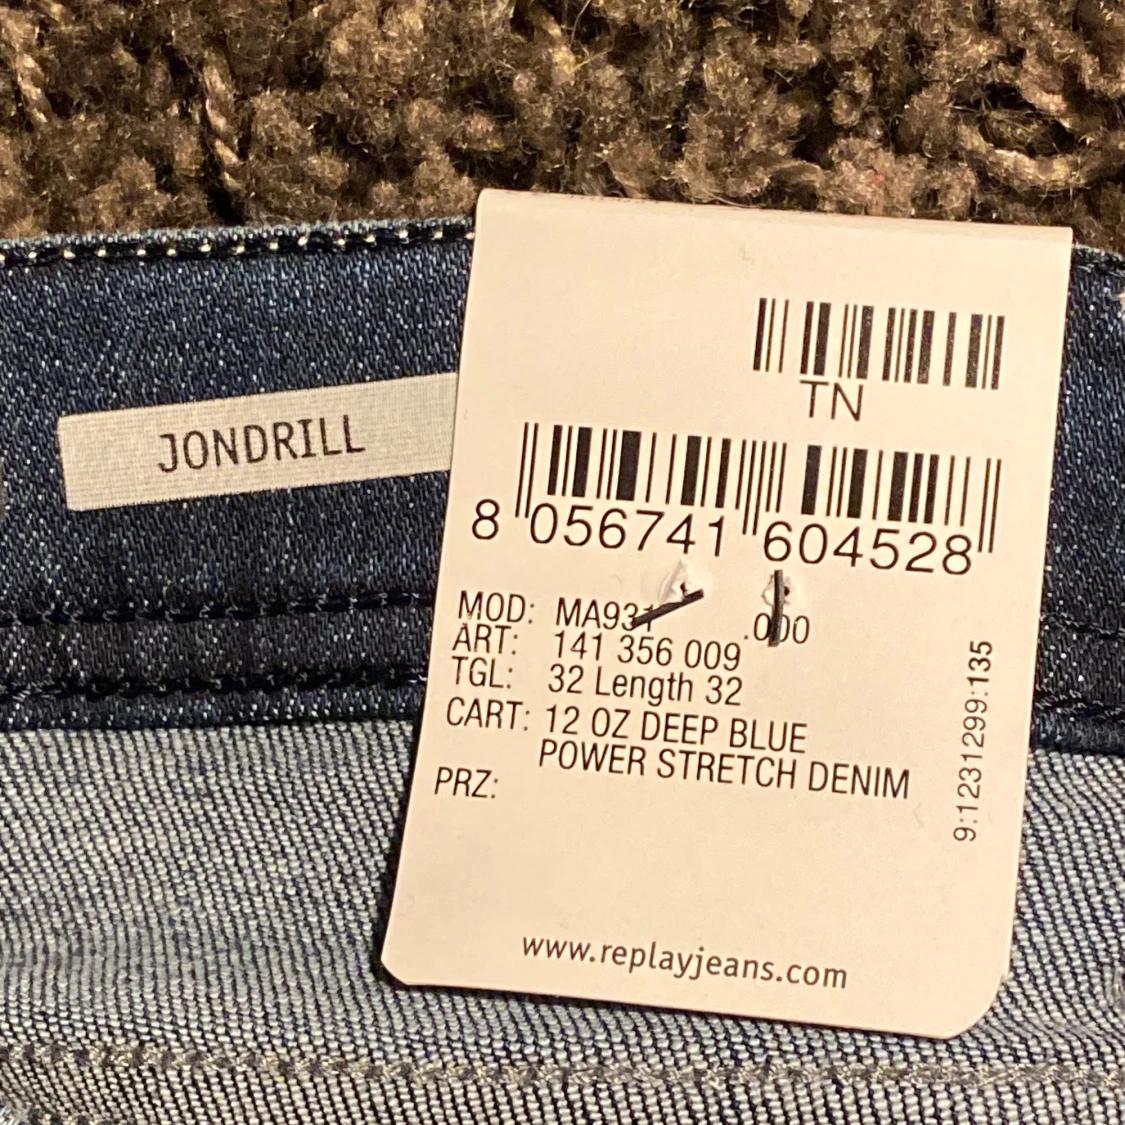 JONDRILL
TN
8 056741 604528
MOD: MA931 .000
ART: 141 356 009
TGL: 32 Length 32
CART: 12 OZ DEEP BLUE
POWER STRETCH DENIM
PRZ:
9:1231299:135
www.replayjeans.com